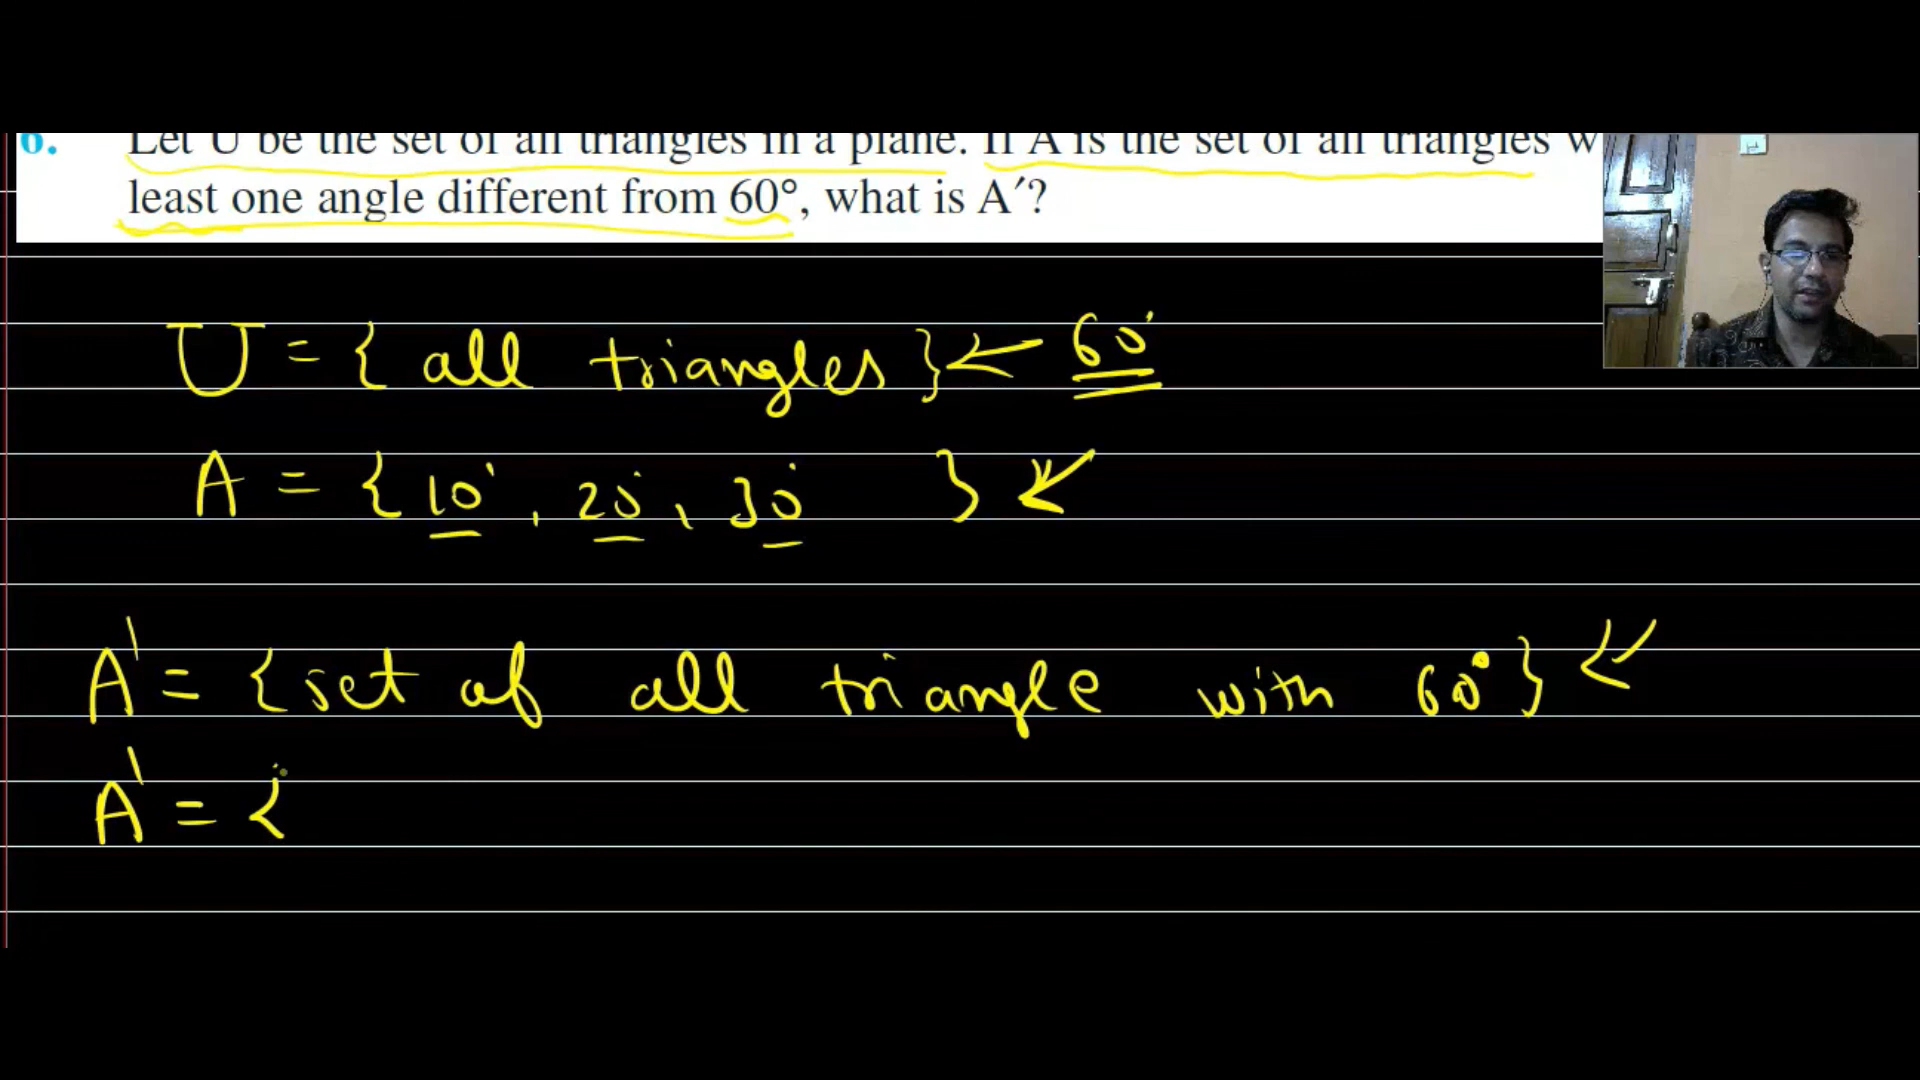 6. Let U be the set of all triangles in a plane. If A is the set of all triangles w
least one angle different from 60°, what is A′?
U = { all triangles } ← 60°
A = { 10°, 20°, 30° }
A' = { set of all triangle with 60° }
A' = {